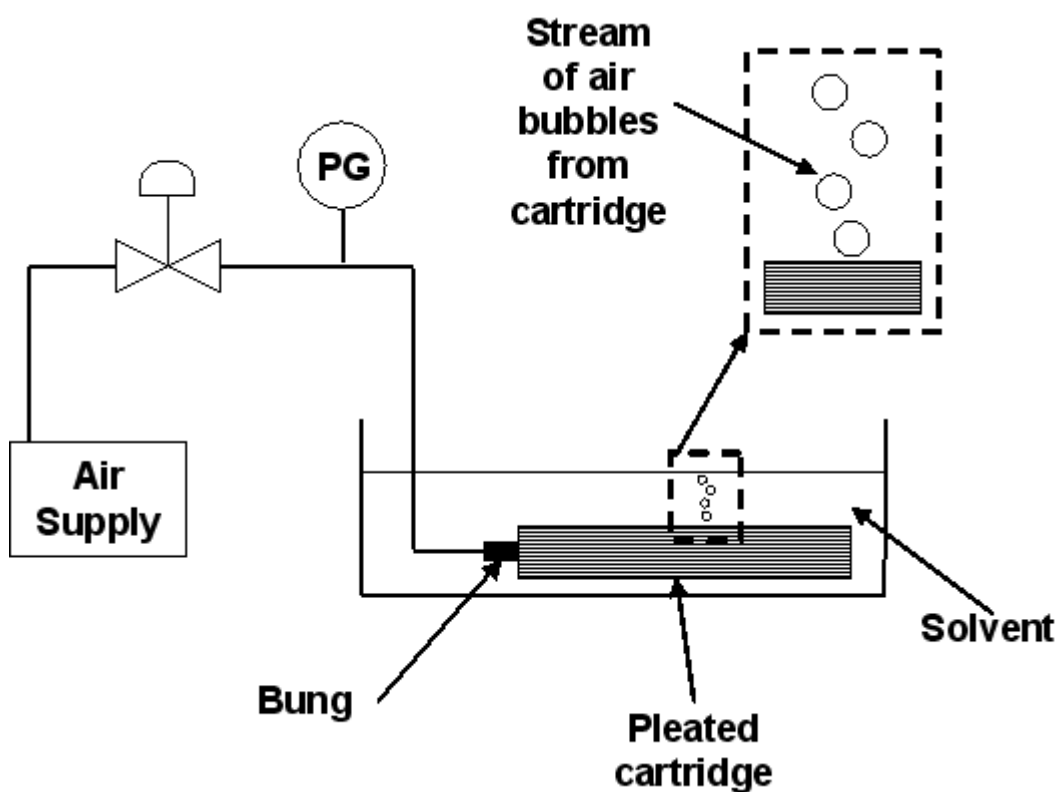 Stream
of air
bubbles
from
cartridge
PG
Air
Supply
Solvent
Bung
Pleated
cartridge